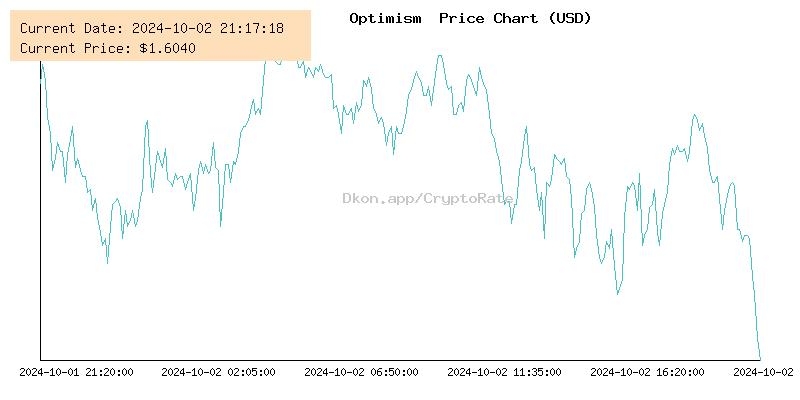 Optimism  Price Chart (USD)
Current Date: 2024-10-02 21:17:18
Current Price: $1.6040
Dkon.app/CryptoRate
2024-10-01 21:20:00 2024-10-02 02:05:00 2024-10-02 06:50:00 2024-10-02 11:35:00 2024-10-02 16:20:00 2024-10-02